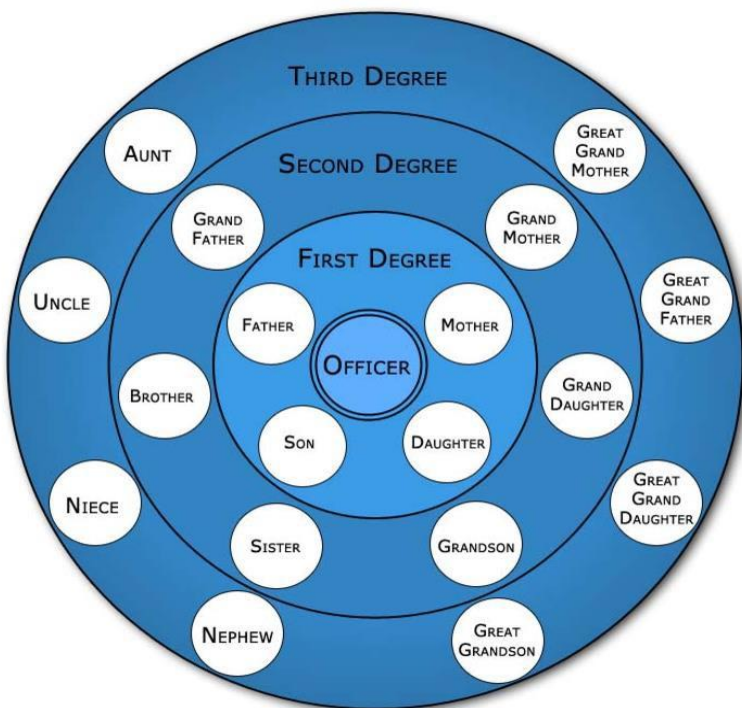 THIRD DEGREE
AUNT
GREAT
GRAND
MOTHER
SECOND DEGREE
GRAND
FATHER
GRAND
MOTHER
FIRST DEGREE
UNCLE
GREAT
GRAND
FATHER
FATHER
MOTHER
OFFICER
BROTHER
GRAND
DAUGHTER
SON
DAUGHTER
NIECE
GREAT
GRAND
DAUGHTER
SISTER
GRANDSON
NEPHEW
GREAT
GRANDSON